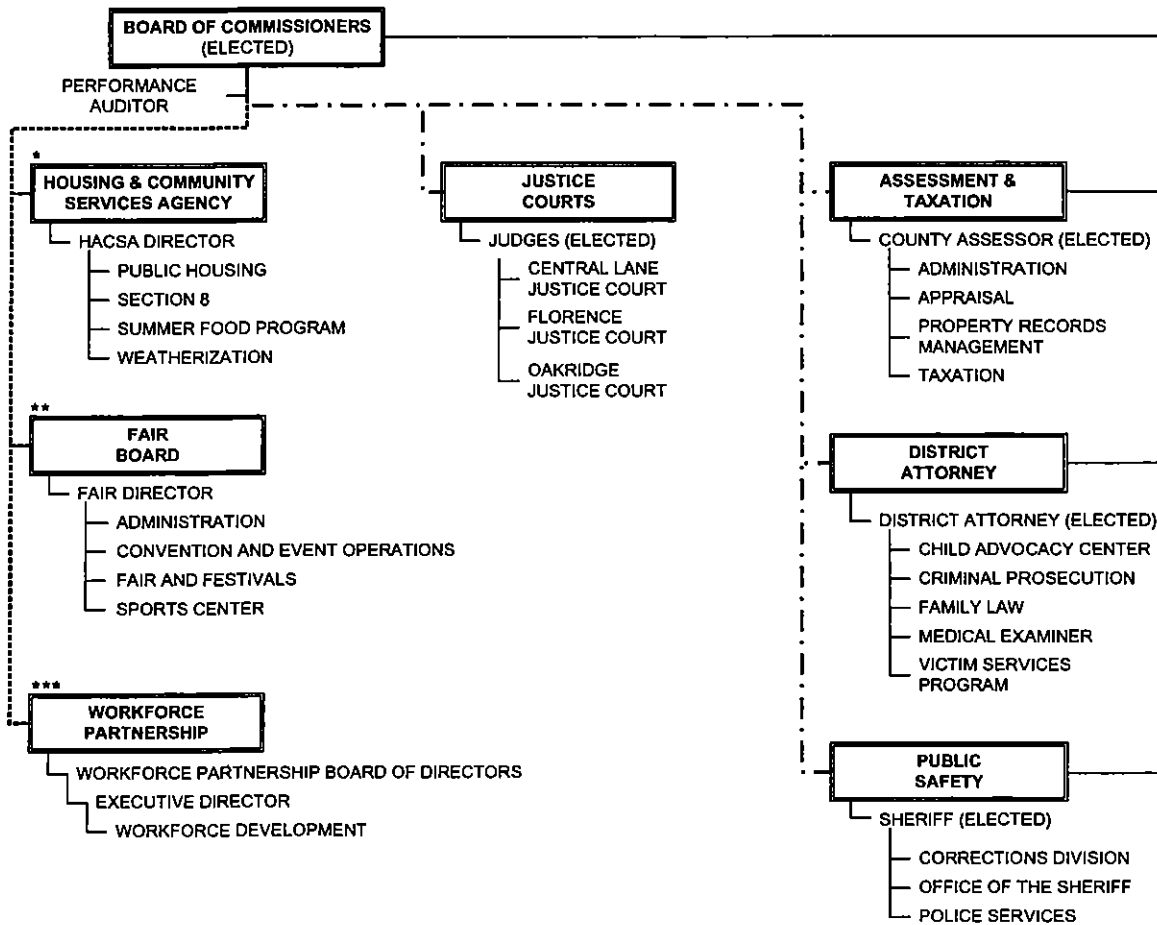 BOARD OF COMMISSIONERS
(ELECTED)
PERFORMANCE
AUDITOR
*
HOUSING & COMMUNITY
SERVICES AGENCY
HACSA DIRECTOR
PUBLIC HOUSING
SECTION 8
SUMMER FOOD PROGRAM
WEATHERIZATION
**
FAIR
BOARD
FAIR DIRECTOR
ADMINISTRATION
CONVENTION AND EVENT OPERATIONS
FAIR AND FESTIVALS
SPORTS CENTER
***
WORKFORCE
PARTNERSHIP
WORKFORCE PARTNERSHIP BOARD OF DIRECTORS
EXECUTIVE DIRECTOR
WORKFORCE DEVELOPMENT
JUSTICE
COURTS
JUDGES (ELECTED)
CENTRAL LANE
JUSTICE COURT
FLORENCE
JUSTICE COURT
OAKRIDGE
JUSTICE COURT
ASSESSMENT &
TAXATION
COUNTY ASSESSOR (ELECTED)
ADMINISTRATION
APPRAISAL
PROPERTY RECORDS
MANAGEMENT
TAXATION
DISTRICT
ATTORNEY
DISTRICT ATTORNEY (ELECTED)
CHILD ADVOCACY CENTER
CRIMINAL PROSECUTION
FAMILY LAW
MEDICAL EXAMINER
VICTIM SERVICES
PROGRAM
PUBLIC
SAFETY
SHERIFF (ELECTED)
CORRECTIONS DIVISION
OFFICE OF THE SHERIFF
POLICE SERVICES